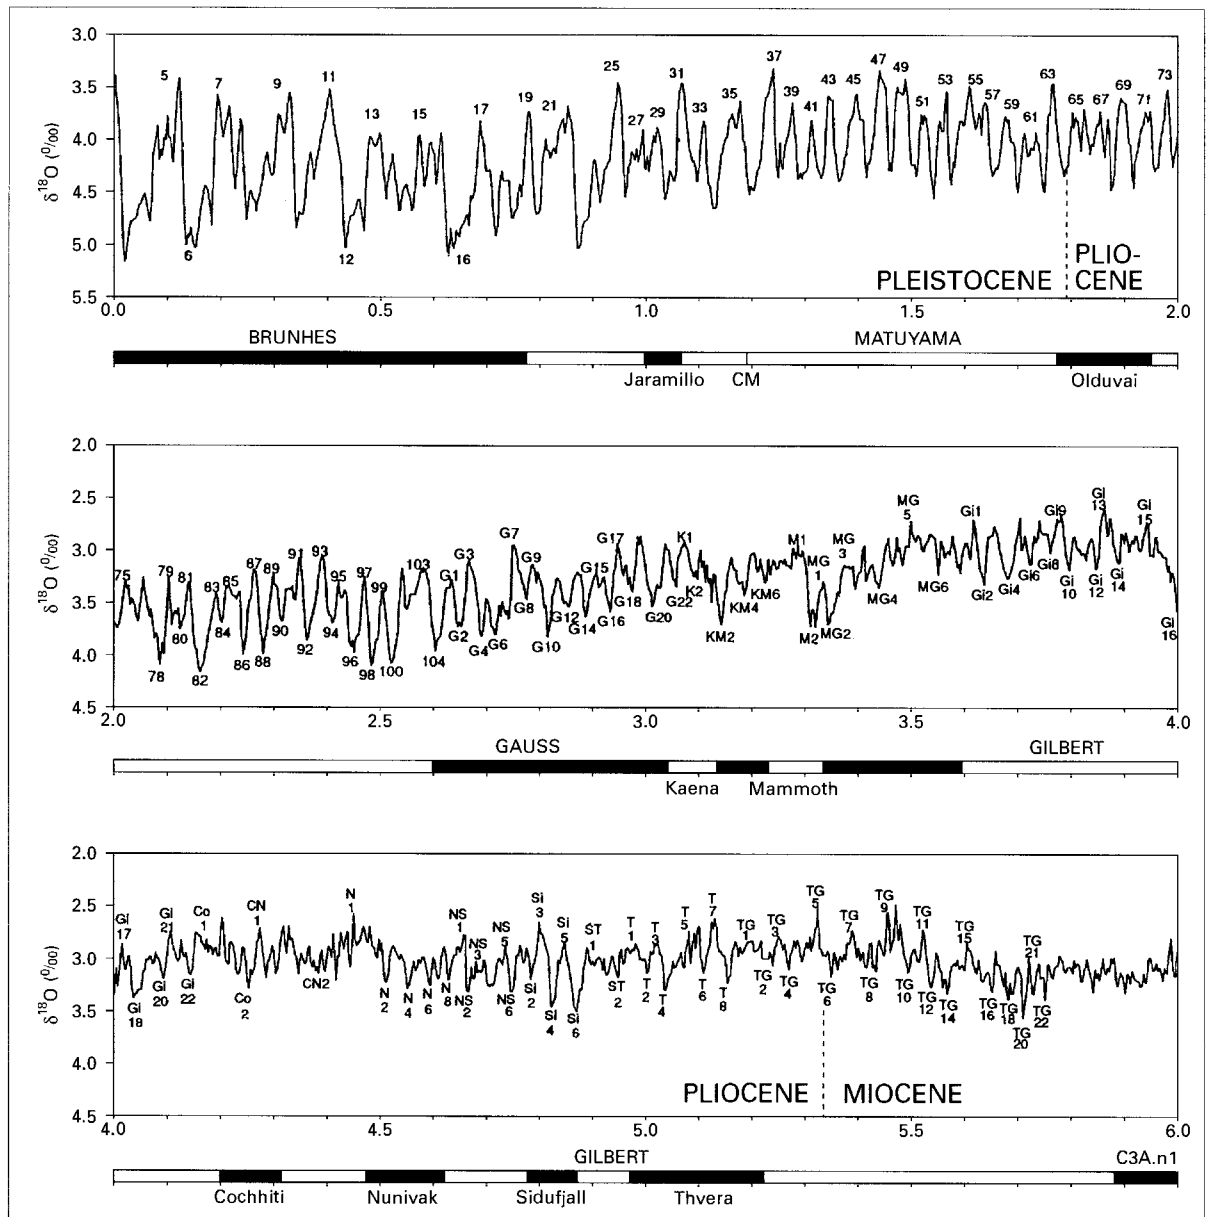 3.0
5 7 9 11 13 15 17 19 21 25 27 29 31 33 35 37 39 41 43 45 47 49 51 53 55 57 59 61 63 65 67 69 71 73
3.5
4.0
δ18O (0/00)
4.5
5.0
6 12 16
PLEISTOCENE PLIO-
CENE
5.5
0.0 0.5 1.0 1.5 2.0
BRUNHES MATUYAMA
Jaramillo CM Olduvai
2.0
2.5
3.0
δ18O (0/00)
3.5
4.0
4.5
75 79 81 83 85 87 89 91 93 95 97 99 103 G1 G3 G7 G9 G15 G17 K1 M1 MG 1 MG 3 MG 5 Gi1 Gi9 Gi 13 Gi 15
78 80 82 84 86 88 90 92 94 96 98 100 104 G2 G4 G6 G8 G10 G12 G14 G16 G18 G20 G22 K2 KM2 KM4 KM6 M2 MG2 MG4 MG6 Gi2 Gi4 Gi6 Gi8 Gi 10 Gi 12 Gi 14 Gi 16
2.0 2.5 3.0 3.5 4.0
GAUSS GILBERT
Kaena Mammoth
2.0
2.5
3.0
δ18O (0/00)
3.5
4.0
4.5
Gi 17 Gi 21 Co 1 CN 1 N 1 NS 1 NS 3 NS 5 Si 3 Si 5 ST 1 T 1 T 3 T 5 T 7 TG 1 TG 3 TG 5 TG 7 TG 9 TG 11 TG 15 TG 21
Gi 18 Gi 20 Gi 22 Co 2 CN2 N 2 N 4 N 6 N 8 NS 2 NS 6 Si 2 Si 4 Si 6 ST 2 T 2 T 4 T 6 T 8 TG 2 TG 4 TG 6 TG 8 TG 10 TG 12 TG 14 TG 16 TG 18 TG 20 TG 22
PLIOCENE MIOCENE
4.0 4.5 5.0 5.5 6.0
GILBERT C3A.n1
Cochhiti Nunivak Sidufjall Thvera